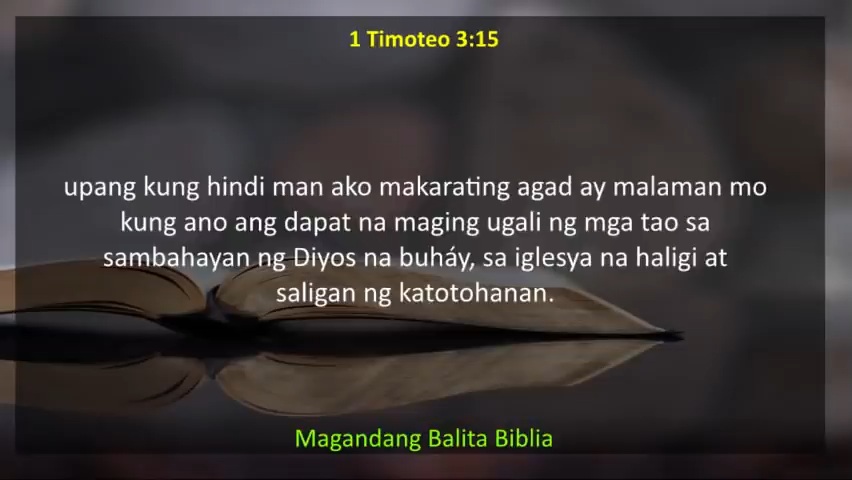 1 Timoteo 3:15
upang kung hindi man ako makarating agad ay malaman mo
kung ano ang dapat na maging ugali ng mga tao sa
sambahayan ng Diyos na buháy, sa iglesya na haligi at
saligan ng katotohanan.
Magandang Balita Biblia